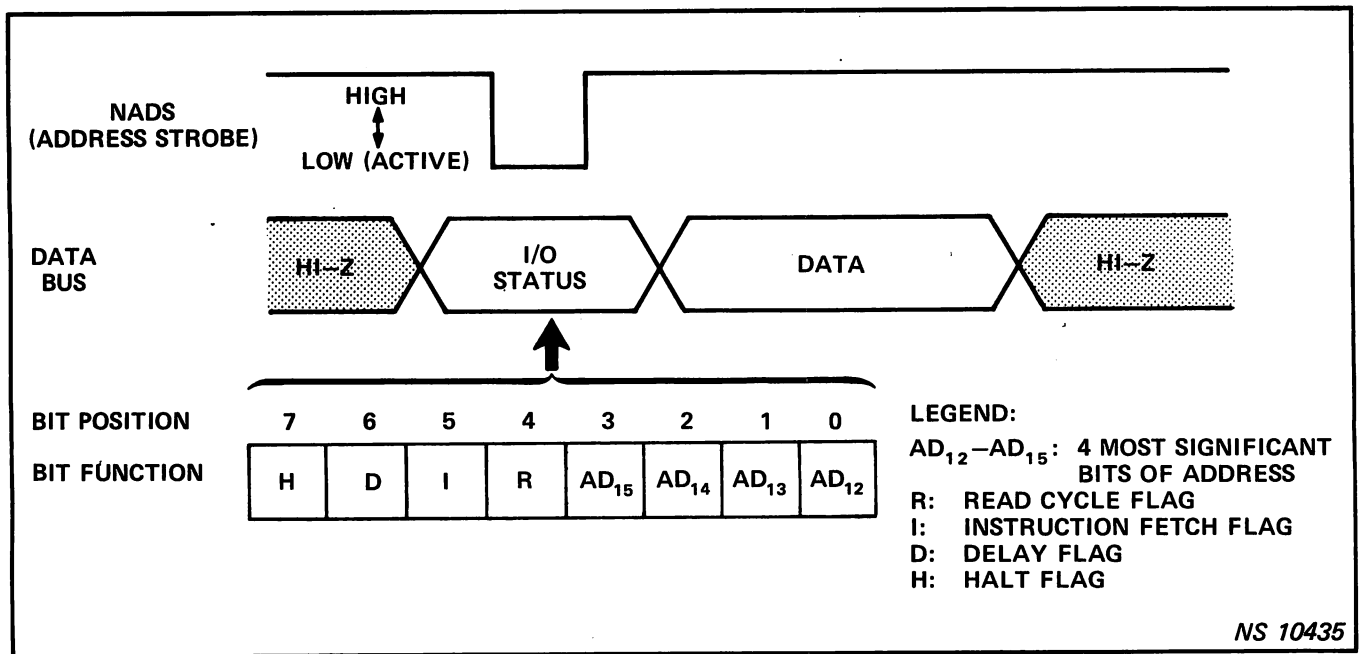 NADS
(ADDRESS STROBE)
HIGH
LOW (ACTIVE)
DATA
BUS
HI–Z
I/O
STATUS
DATA
HI–Z
BIT POSITION 7 6 5 4 3 2 1 0
BIT FUNCTION H D I R AD15 AD14 AD13 AD12
LEGEND:
AD12–AD15: 4 MOST SIGNIFICANT
BITS OF ADDRESS
R: READ CYCLE FLAG
I: INSTRUCTION FETCH FLAG
D: DELAY FLAG
H: HALT FLAG
NS 10435